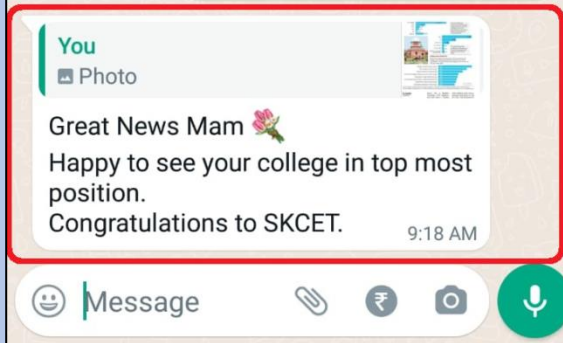 You
Photo
Great News Mam 💐
Happy to see your college in top most
position.
Congratulations to SKCET.
9:18 AM
Message
₹